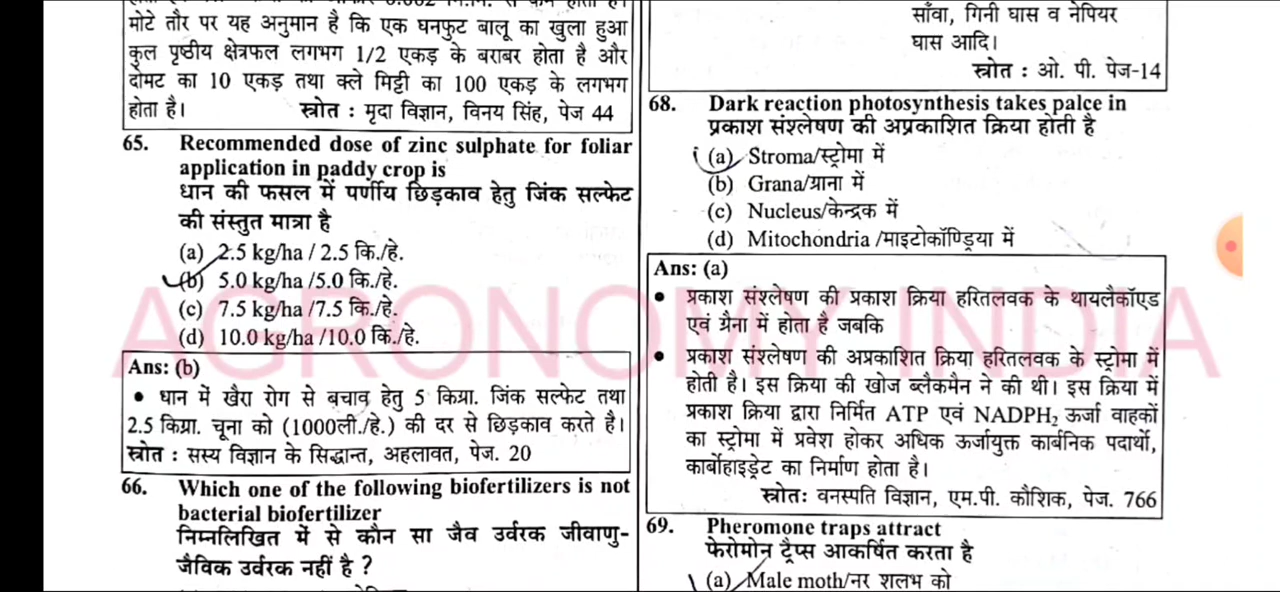 मोटे तौर पर यह अनुमान है कि एक घनफुट बालू का खुला हुआ
कुल पृष्ठीय क्षेत्रफल लगभग 1/2 एकड़ के बराबर होता है और
दोमट का 10 एकड़ तथा क्ले मिट्टी का 100 एकड़ के लगभग
होता है। स्रोत : मृदा विज्ञान, विनय सिंह, पेज 44
65. Recommended dose of zinc sulphate for foliar
application in paddy crop is
धान की फसल में पर्णीय छिड़काव हेतु जिंक सल्फेट
की संस्तुत मात्रा है
(a) 2.5 kg/ha / 2.5 कि./हे.
(b) 5.0 kg/ha /5.0 कि./हे.
(c) 7.5 kg/ha /7.5 कि./हे.
(d) 10.0 kg/ha /10.0 कि./हे.
Ans: (b)
• धान में खैरा रोग से बचाव हेतु 5 किग्रा. जिंक सल्फेट तथा
2.5 किग्रा. चूना को (1000ली./हे.) की दर से छिड़काव करते है।
स्रोत : सस्य विज्ञान के सिद्धान्त, अहलावत, पेज. 20
66. Which one of the following biofertilizers is not
bacterial biofertilizer
निम्नलिखित में से कौन सा जैव उर्वरक जीवाणु-
जैविक उर्वरक नहीं है ?
साँवा, गिनी घास व नेपियर
घास आदि।
स्रोत : ओ. पी. पेज-14
68. Dark reaction photosynthesis takes palce in
प्रकाश संश्लेषण की अप्रकाशित क्रिया होती है
(a) Stroma/स्ट्रोमा में
(b) Grana/ग्राना में
(c) Nucleus/केन्द्रक में
(d) Mitochondria /माइटोकॉण्ड्रिया में
Ans: (a)
• प्रकाश संश्लेषण की प्रकाश क्रिया हरितलवक के थायलैकॉएड
एवं ग्रैना में होता है जबकि
• प्रकाश संश्लेषण की अप्रकाशित क्रिया हरितलवक के स्ट्रोमा में
होती है। इस क्रिया की खोज ब्लैकमैन ने की थी। इस क्रिया में
प्रकाश क्रिया द्वारा निर्मित ATP एवं NADPH₂ ऊर्जा वाहकों
का स्ट्रोमा में प्रवेश होकर अधिक ऊर्जायुक्त कार्बनिक पदार्थो,
कार्बोहाइड्रेट का निर्माण होता है।
स्रोत: वनस्पति विज्ञान, एम.पी. कौशिक, पेज. 766
69. Pheromone traps attract
फेरोमोन ट्रैप्स आकर्षित करता है
(a) Male moth/नर शलभ को
AGRONOMY INDIA